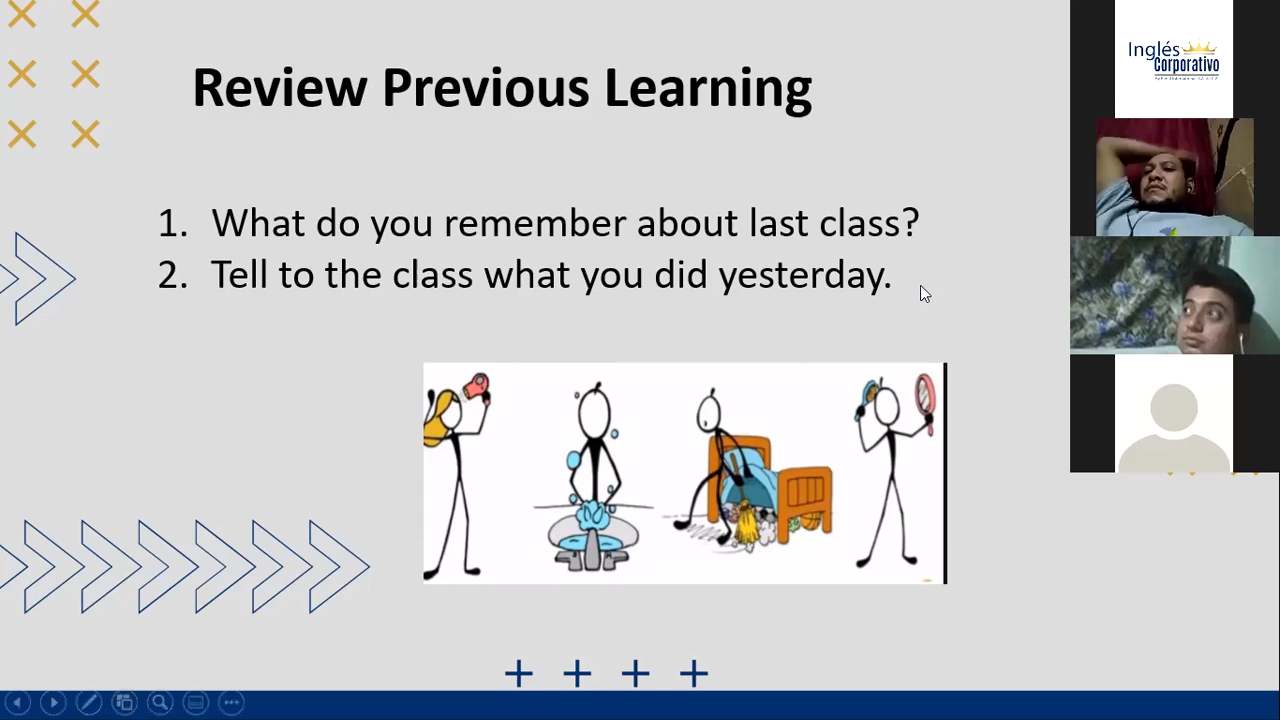 Review Previous Learning
1. What do you remember about last class?
2. Tell to the class what you did yesterday.
Inglés
Corporativo